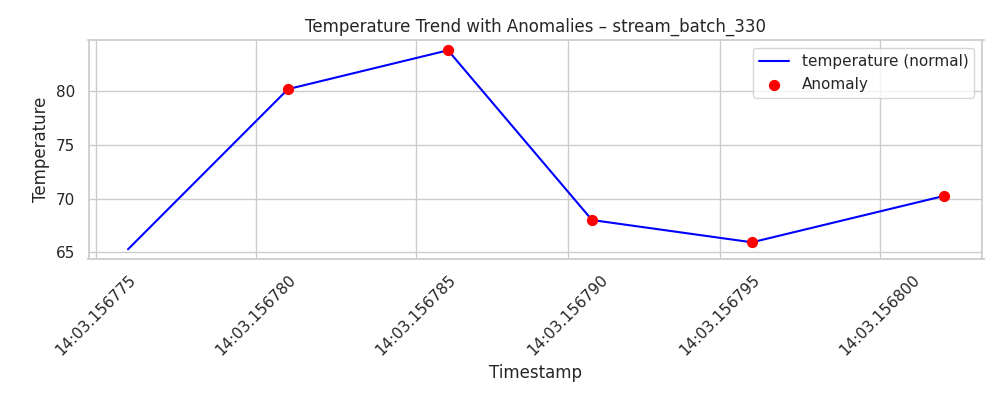 Temperature Trend with Anomalies – stream_batch_330
temperature (normal)
Anomaly
Temperature
80
75
70
65
14:03.156775
14:03.156780
14:03.156785
14:03.156790
14:03.156795
14:03.156800
Timestamp